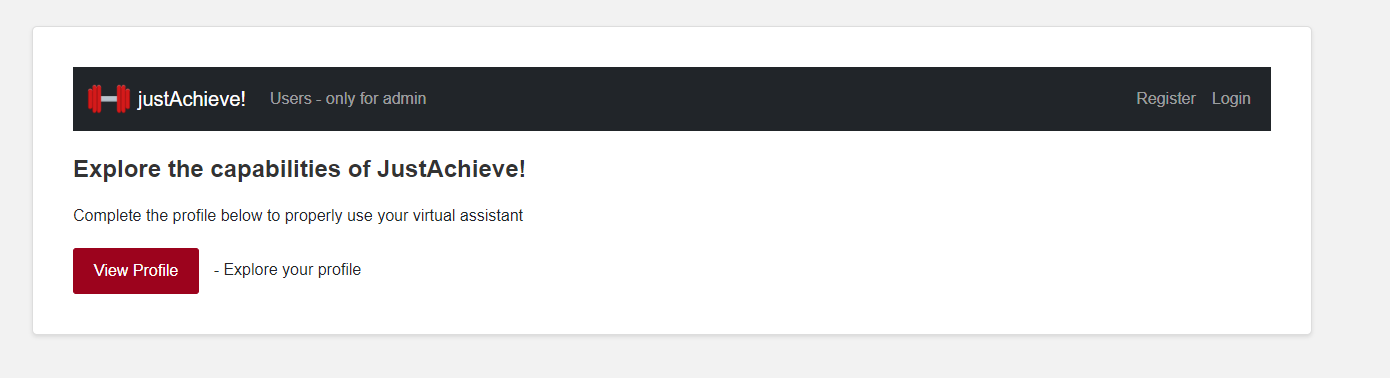 justAchieve! Users - only for admin Register Login
Explore the capabilities of JustAchieve!
Complete the profile below to properly use your virtual assistant
View Profile - Explore your profile